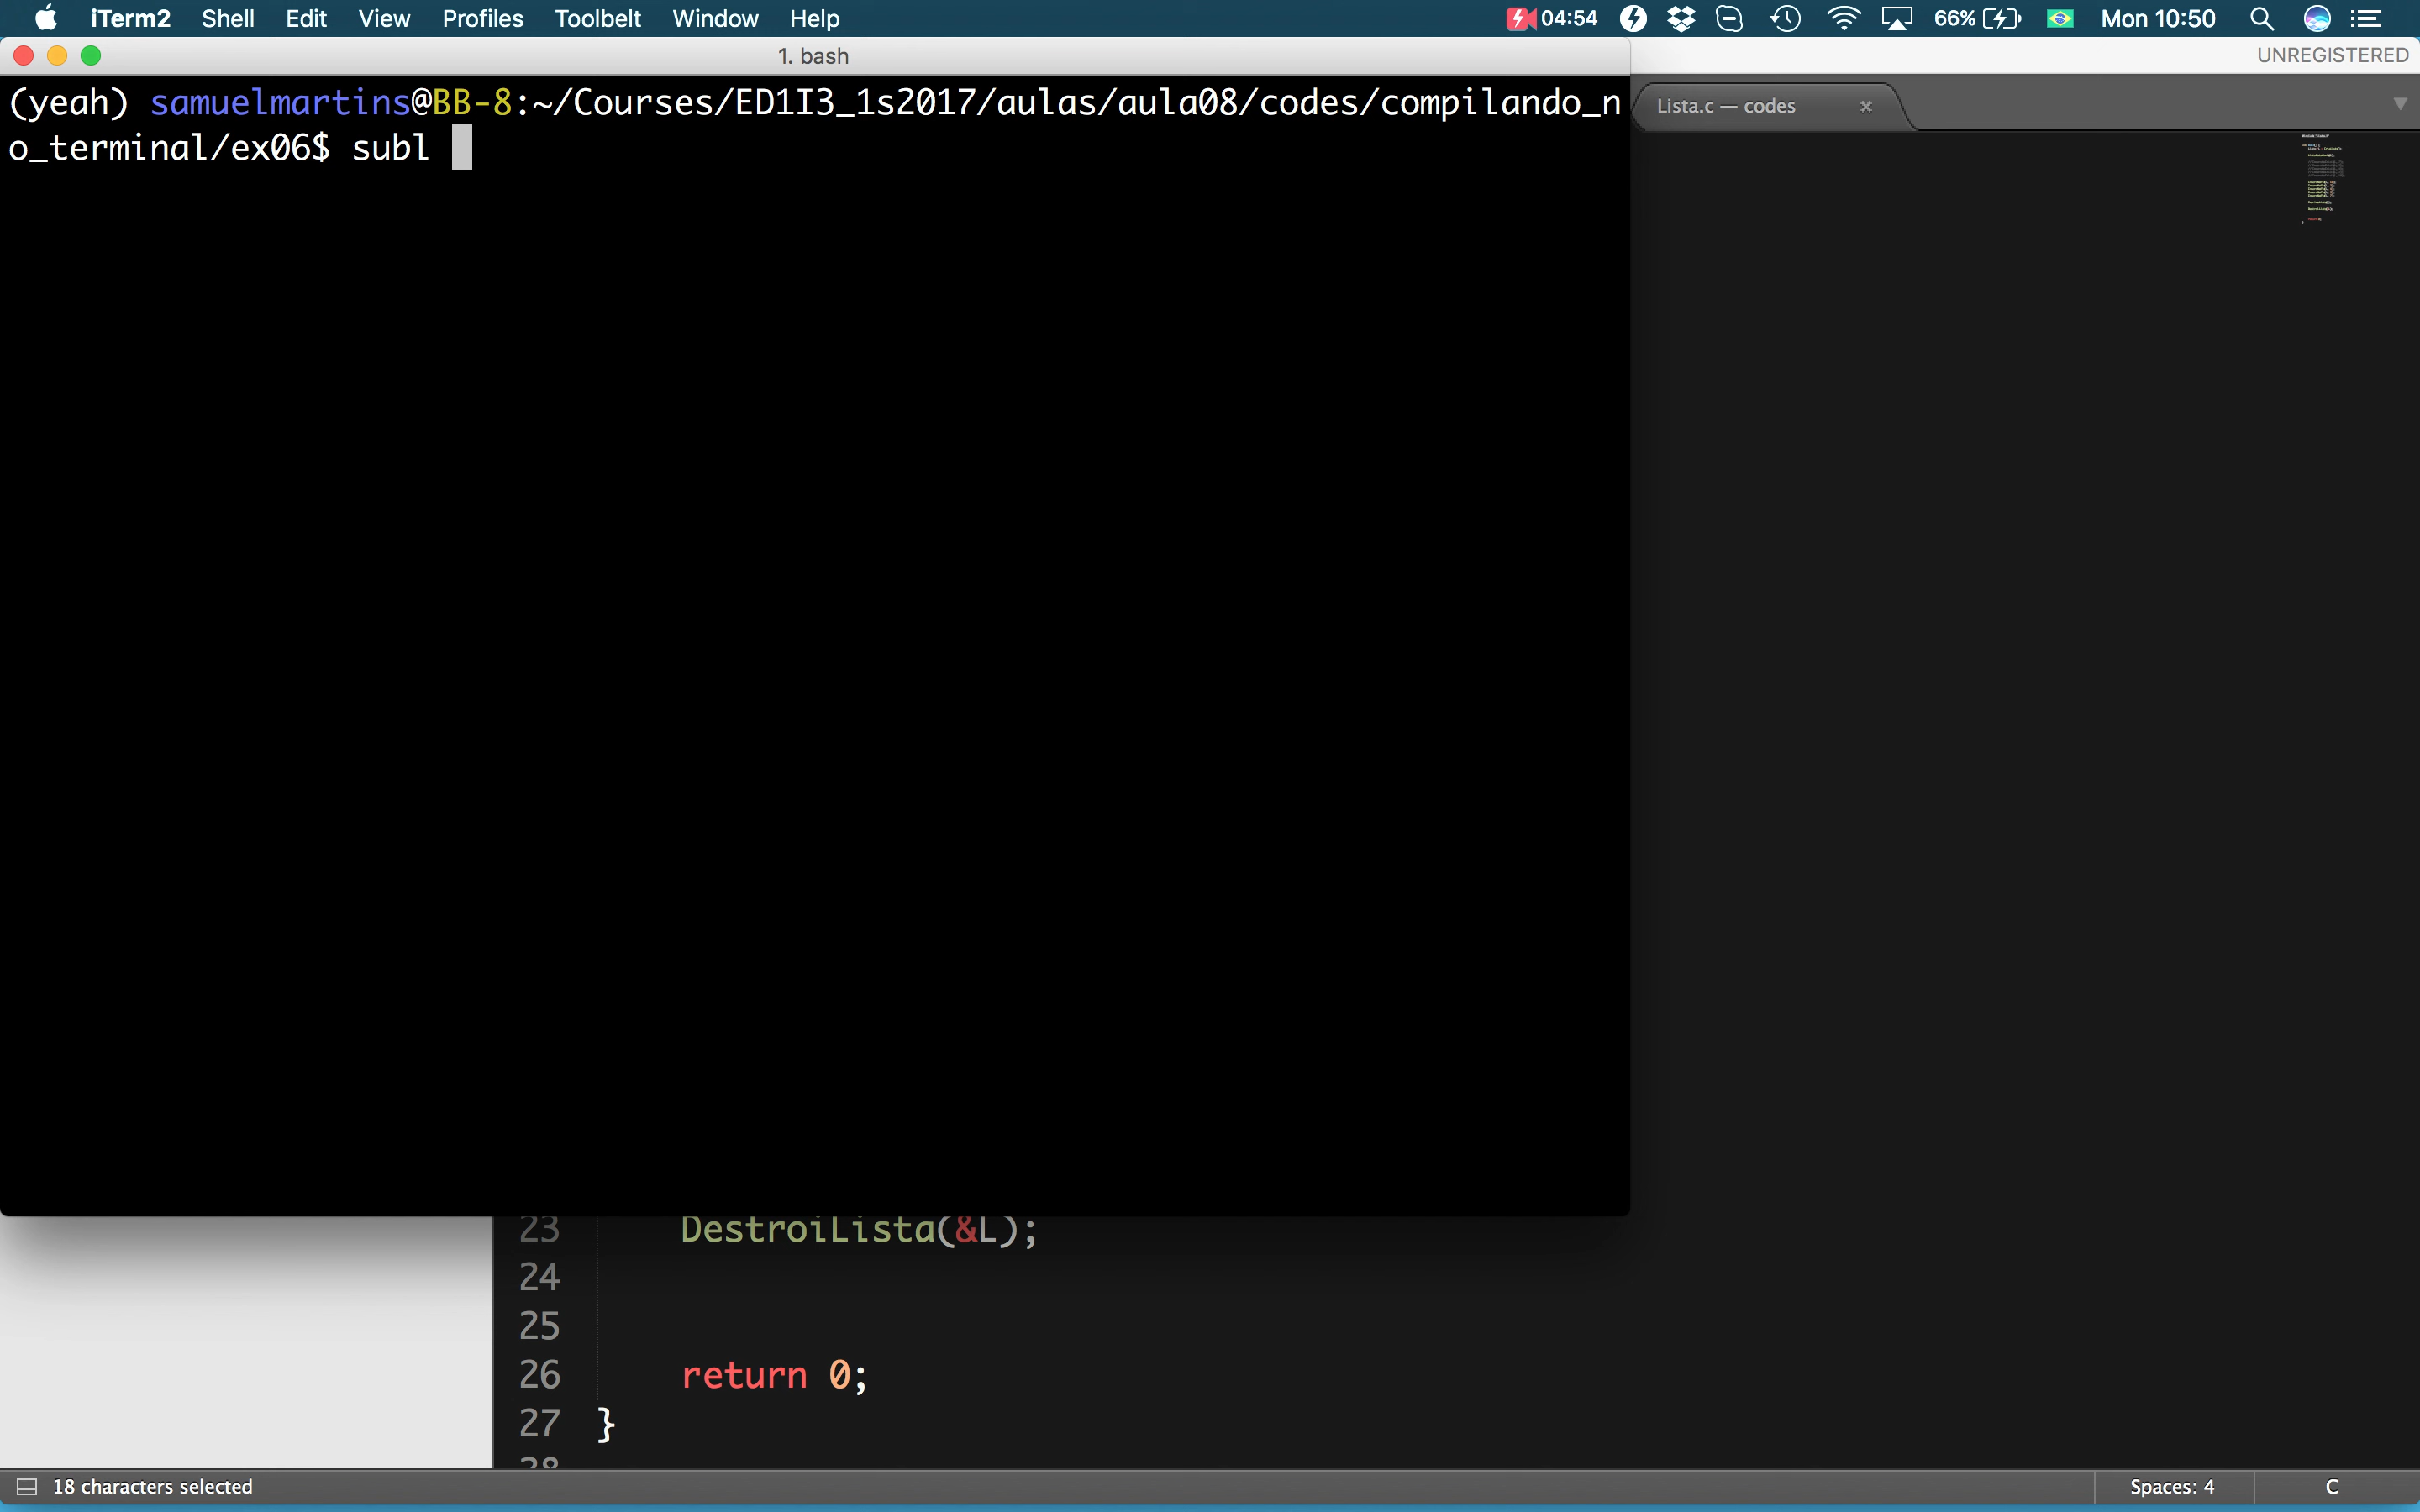 iTerm2 Shell Edit View Profiles Toolbelt Window Help 04:54 66% Mon 10:50
1. bash
UNREGISTERED
(yeah) samuelmartins@BB-8:~/Courses/ED1I3_1s2017/aulas/aula08/codes/compilando_n
o_terminal/ex06$ subl
Lista.c — codes
23 DestroiLista(&L);
24
25
26 return 0;
27 }
28
18 characters selected
Spaces: 4
C